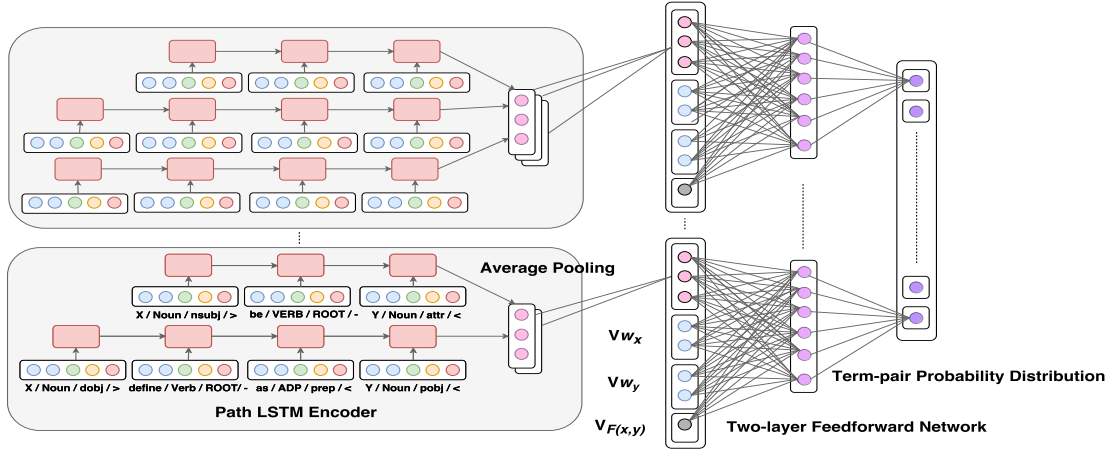 Average Pooling
X / Noun / nsubj / >
be / VERB / ROOT / -
Y / Noun / attr / <
X / Noun / dobj / >
define / Verb / ROOT/ -
as / ADP / prep / <
Y / Noun / pobj / <
Path LSTM Encoder
Vwx
Vwy
VF(x,y)
Term-pair Probability Distribution
Two-layer Feedforward Network